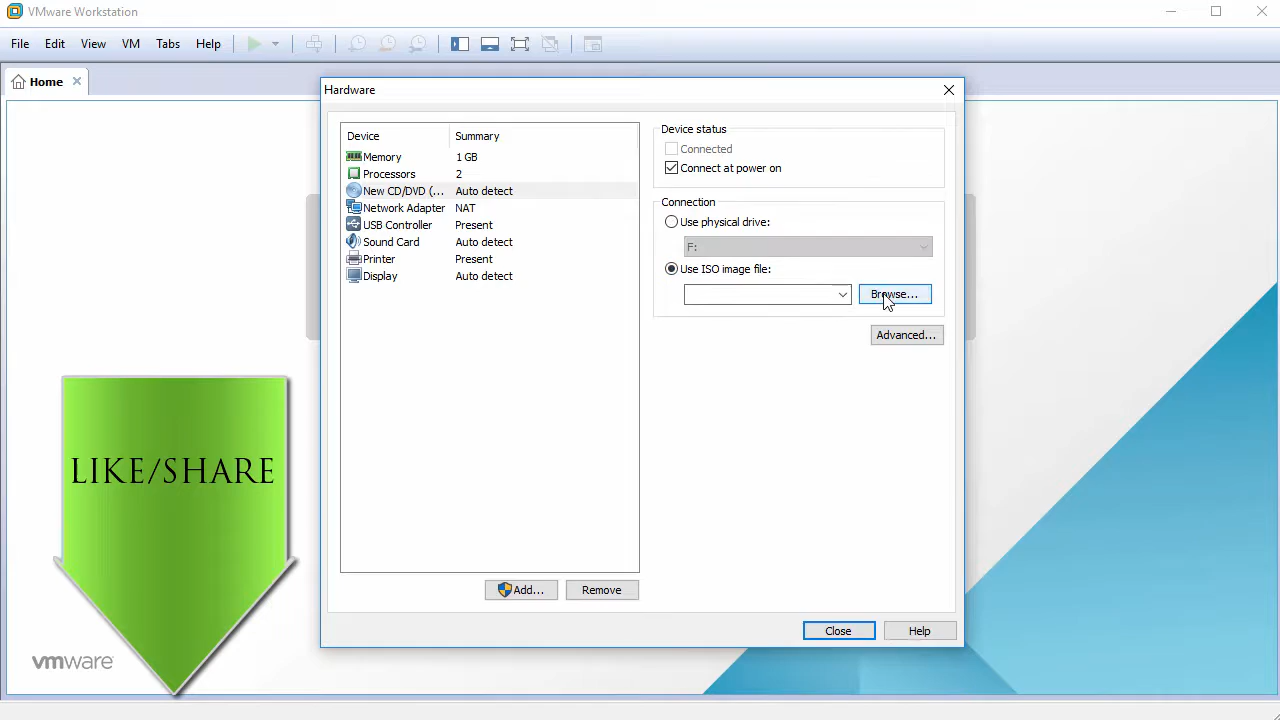 VMware Workstation
File Edit View VM Tabs Help
Home
Hardware
Device Summary
Memory 1 GB
Processors 2
New CD/DVD (... Auto detect
Network Adapter NAT
USB Controller Present
Sound Card Auto detect
Printer Present
Display Auto detect
Add... Remove
Device status
Connected
Connect at power on
Connection
Use physical drive:
F:
Use ISO image file:
Browse...
Advanced...
Close Help
LIKE/SHARE
vmware